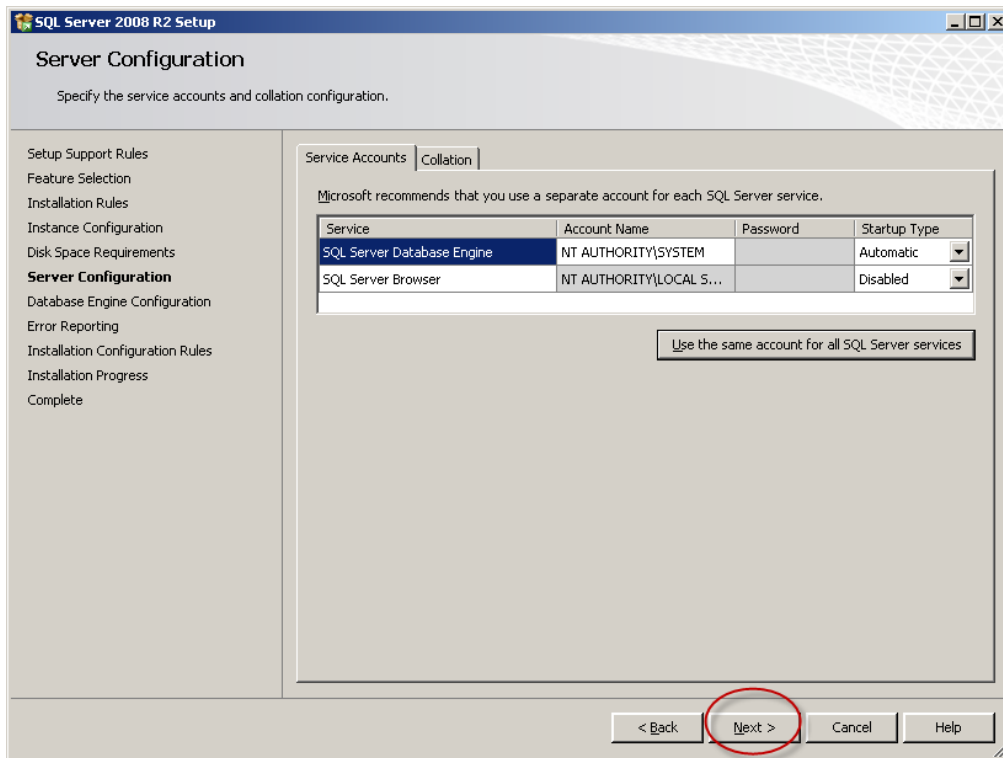 SQL Server 2008 R2 Setup
Server Configuration
Specify the service accounts and collation configuration.
Setup Support Rules
Feature Selection
Installation Rules
Instance Configuration
Disk Space Requirements
Server Configuration
Database Engine Configuration
Error Reporting
Installation Configuration Rules
Installation Progress
Complete
Service Accounts Collation
Microsoft recommends that you use a separate account for each SQL Server service.
Service Account Name Password Startup Type
SQL Server Database Engine NT AUTHORITY\SYSTEM Automatic
SQL Server Browser NT AUTHORITY\LOCAL S... Disabled
Use the same account for all SQL Server services
< Back Next > Cancel Help